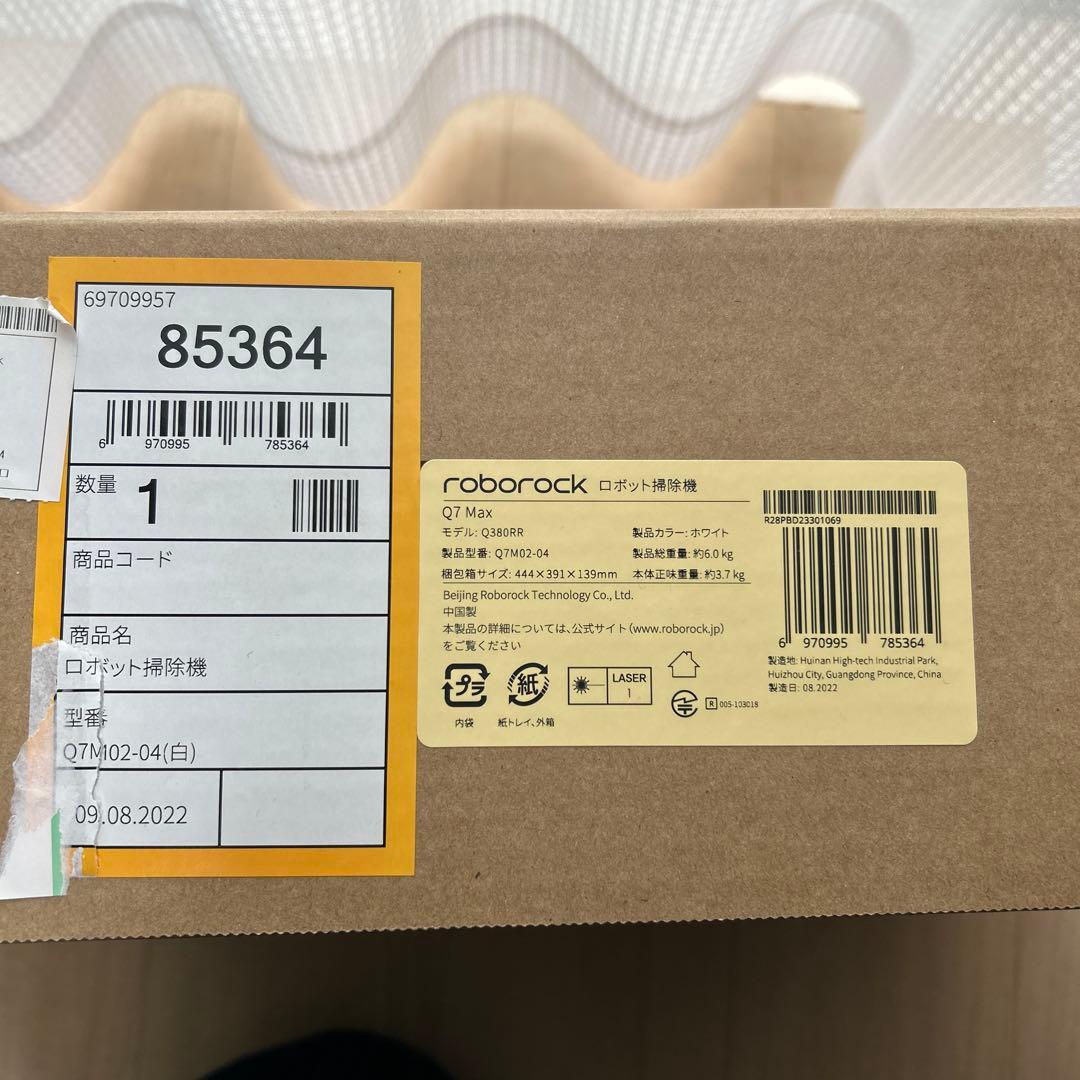 69709957
85364
6 970995 785364
数量 1
商品コード
商品名
ロボット掃除機
型番
Q7M02-04(白)
09.08.2022
roborock ロボット掃除機
Q7 Max
モデル: Q380RR 製品カラー: ホワイト
製品型番: Q7M02-04 製品総重量: 約6.0 kg
梱包箱サイズ: 444×391×139mm 本体正味重量: 約3.7 kg
Beijing Roborock Technology Co., Ltd.
中国製
本製品の詳細については、公式サイト(www.roborock.jp)
をご覧ください
プラ
内袋
紙
紙トレイ、外箱
LASER
1
R 005-103018
R28PBD23301069
6 970995 785364
製造地: Huinan High-tech Industrial Park,
Huizhou City, Guangdong Province, China
製造日: 08.2022